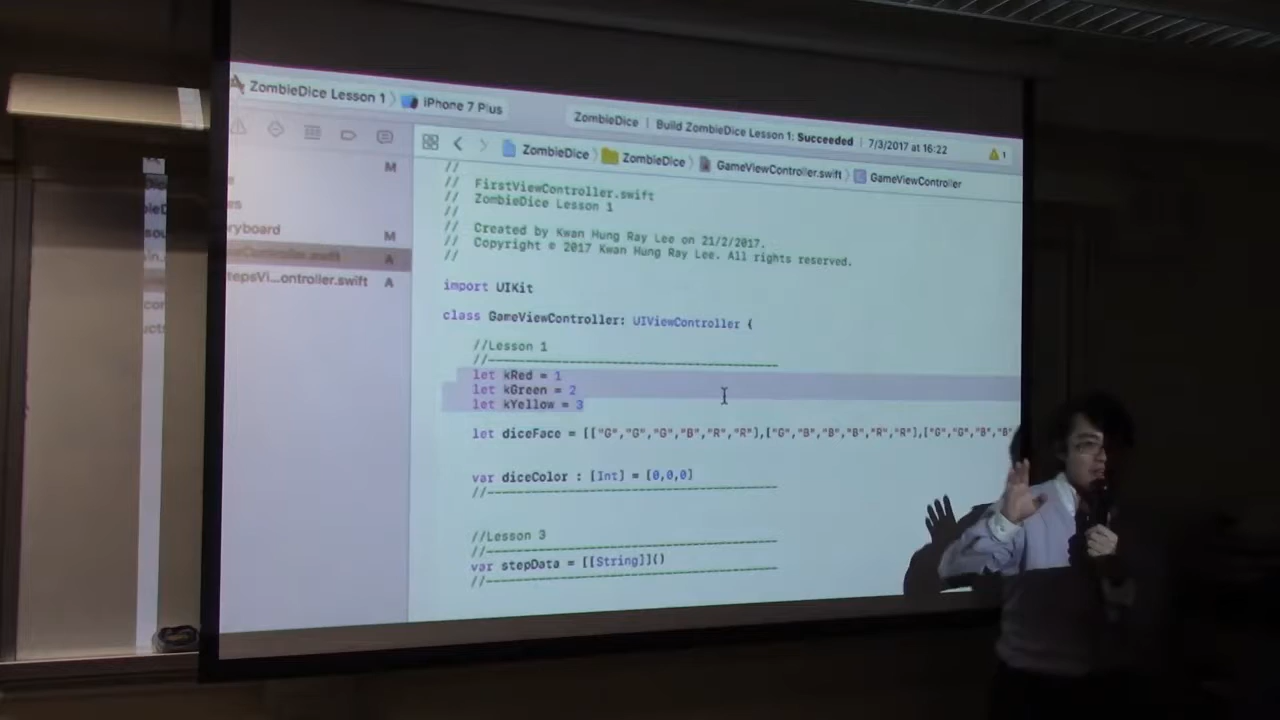 ZombieDice Lesson 1 〉 iPhone 7 Plus
ZombieDice | Build ZombieDice Lesson 1: Succeeded | 7/3/2017 at 16:22
1
ZombieDice 〉 ZombieDice 〉 GameViewController.swift 〉 GameViewController
M
oryboard M
A
tepsVi...ontroller.swift A
//
// FirstViewController.swift
// ZombieDice Lesson 1
//
// Created by Kwan Hung Ray Lee on 21/2/2017.
// Copyright © 2017 Kwan Hung Ray Lee. All rights reserved.
//
import UIKit
class GameViewController: UIViewController {
//Lesson 1
//--------------------------------------------------
let kRed = 1
let kGreen = 2
let kYellow = 3
let diceFace = [["G","G","G","B","R","R"],["G","B","B","B","R","R"],["G","G","B","B"
var diceColor : [Int] = [0,0,0]
//--------------------------------------------------
//Lesson 3
//--------------------------------------------------
var stepData = [[String]]()
//--------------------------------------------------